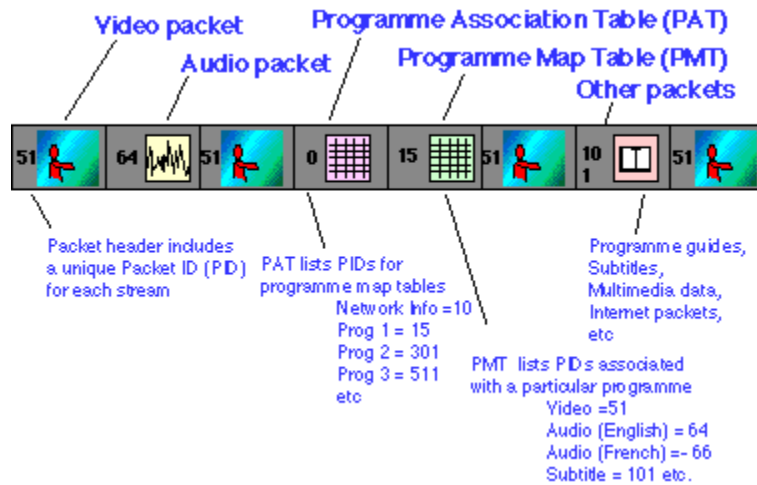 Video packet
Programme Association Table (PAT)
Audio packet
Programme Map Table (PMT)
Other packets
51
64
51
0
15
51
10
1
51
Packet header includes
a unique Packet ID (PID)
for each stream
PAT lists PIDs for
programme map tables
Network Info =10
Prog 1 = 15
Prog 2 = 301
Prog 3 = 511
etc
PMT lists PIDs associated
with a particular programme
Video =51
Audio (English) = 64
Audio (French) =- 66
Subtitle = 101 etc.
Programme guides,
Subtitles,
Multimedia data,
Internet packets,
etc